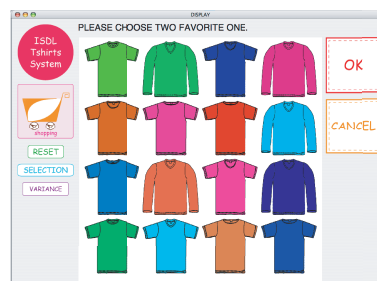 DISPLAY
PLEASE CHOOSE TWO FAVORITE ONE.
ISDL
Tshirts
System
shopping
RESET
SELECTION
VARIANCE
OK
CANCEL